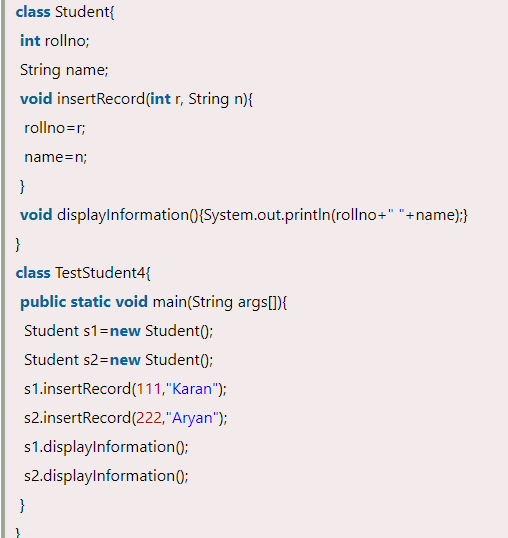 class Student{
int rollno;
String name;
void insertRecord(int r, String n){
rollno=r;
name=n;
}
void displayInformation(){System.out.println(rollno+" "+name);}
}
class TestStudent4{
public static void main(String args[]){
Student s1=new Student();
Student s2=new Student();
s1.insertRecord(111,"Karan");
s2.insertRecord(222,"Aryan");
s1.displayInformation();
s2.displayInformation();
}
}